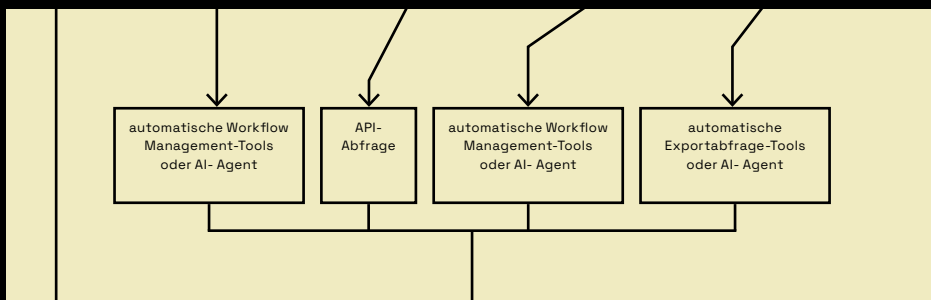 automatische Workflow
Management-Tools
oder AI- Agent
API-
Abfrage
automatische Workflow
Management-Tools
oder AI- Agent
automatische
Exportabfrage-Tools
oder AI- Agent